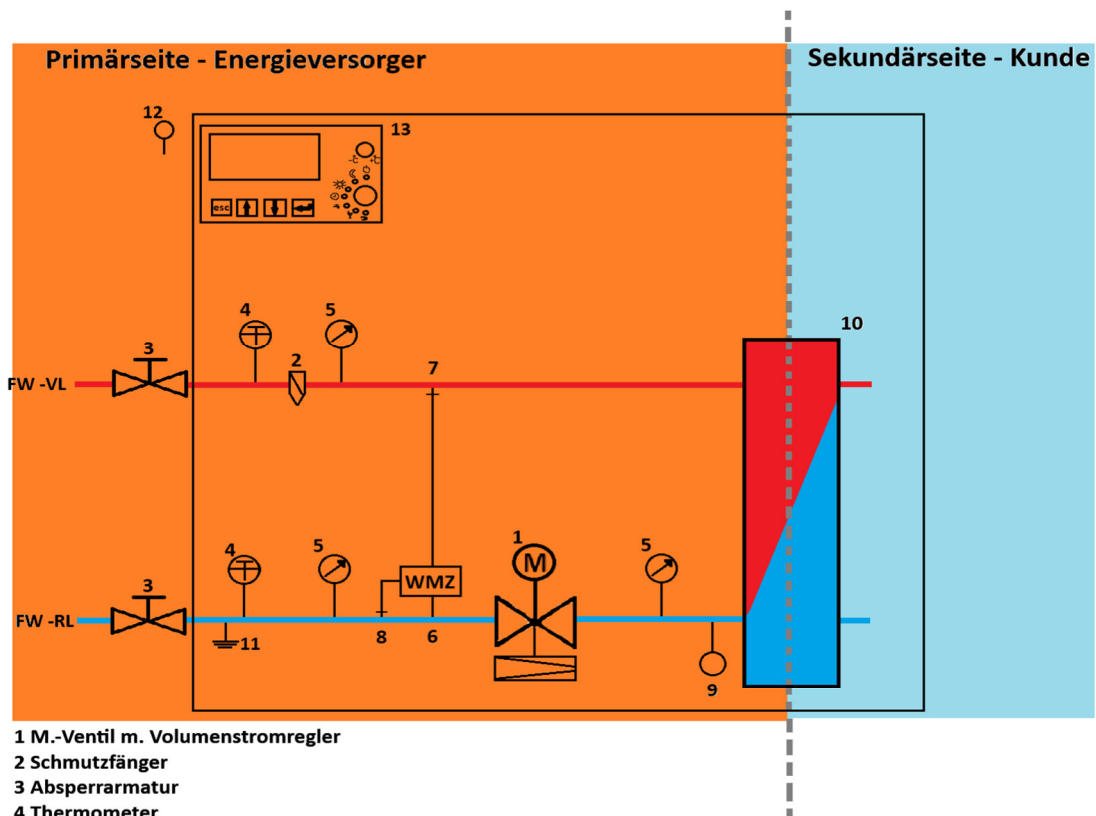 Primärseite - Energieversorger
Sekundärseite - Kunde
12
13
-°C +°C
esc
4
5
3
2
7
10
FW -VL
4
5
1
5
M
WMZ
3
FW -RL
11
8
6
9
1 M.-Ventil m. Volumenstromregler
2 Schmutzfänger
3 Absperrarmatur
4 Thermometer